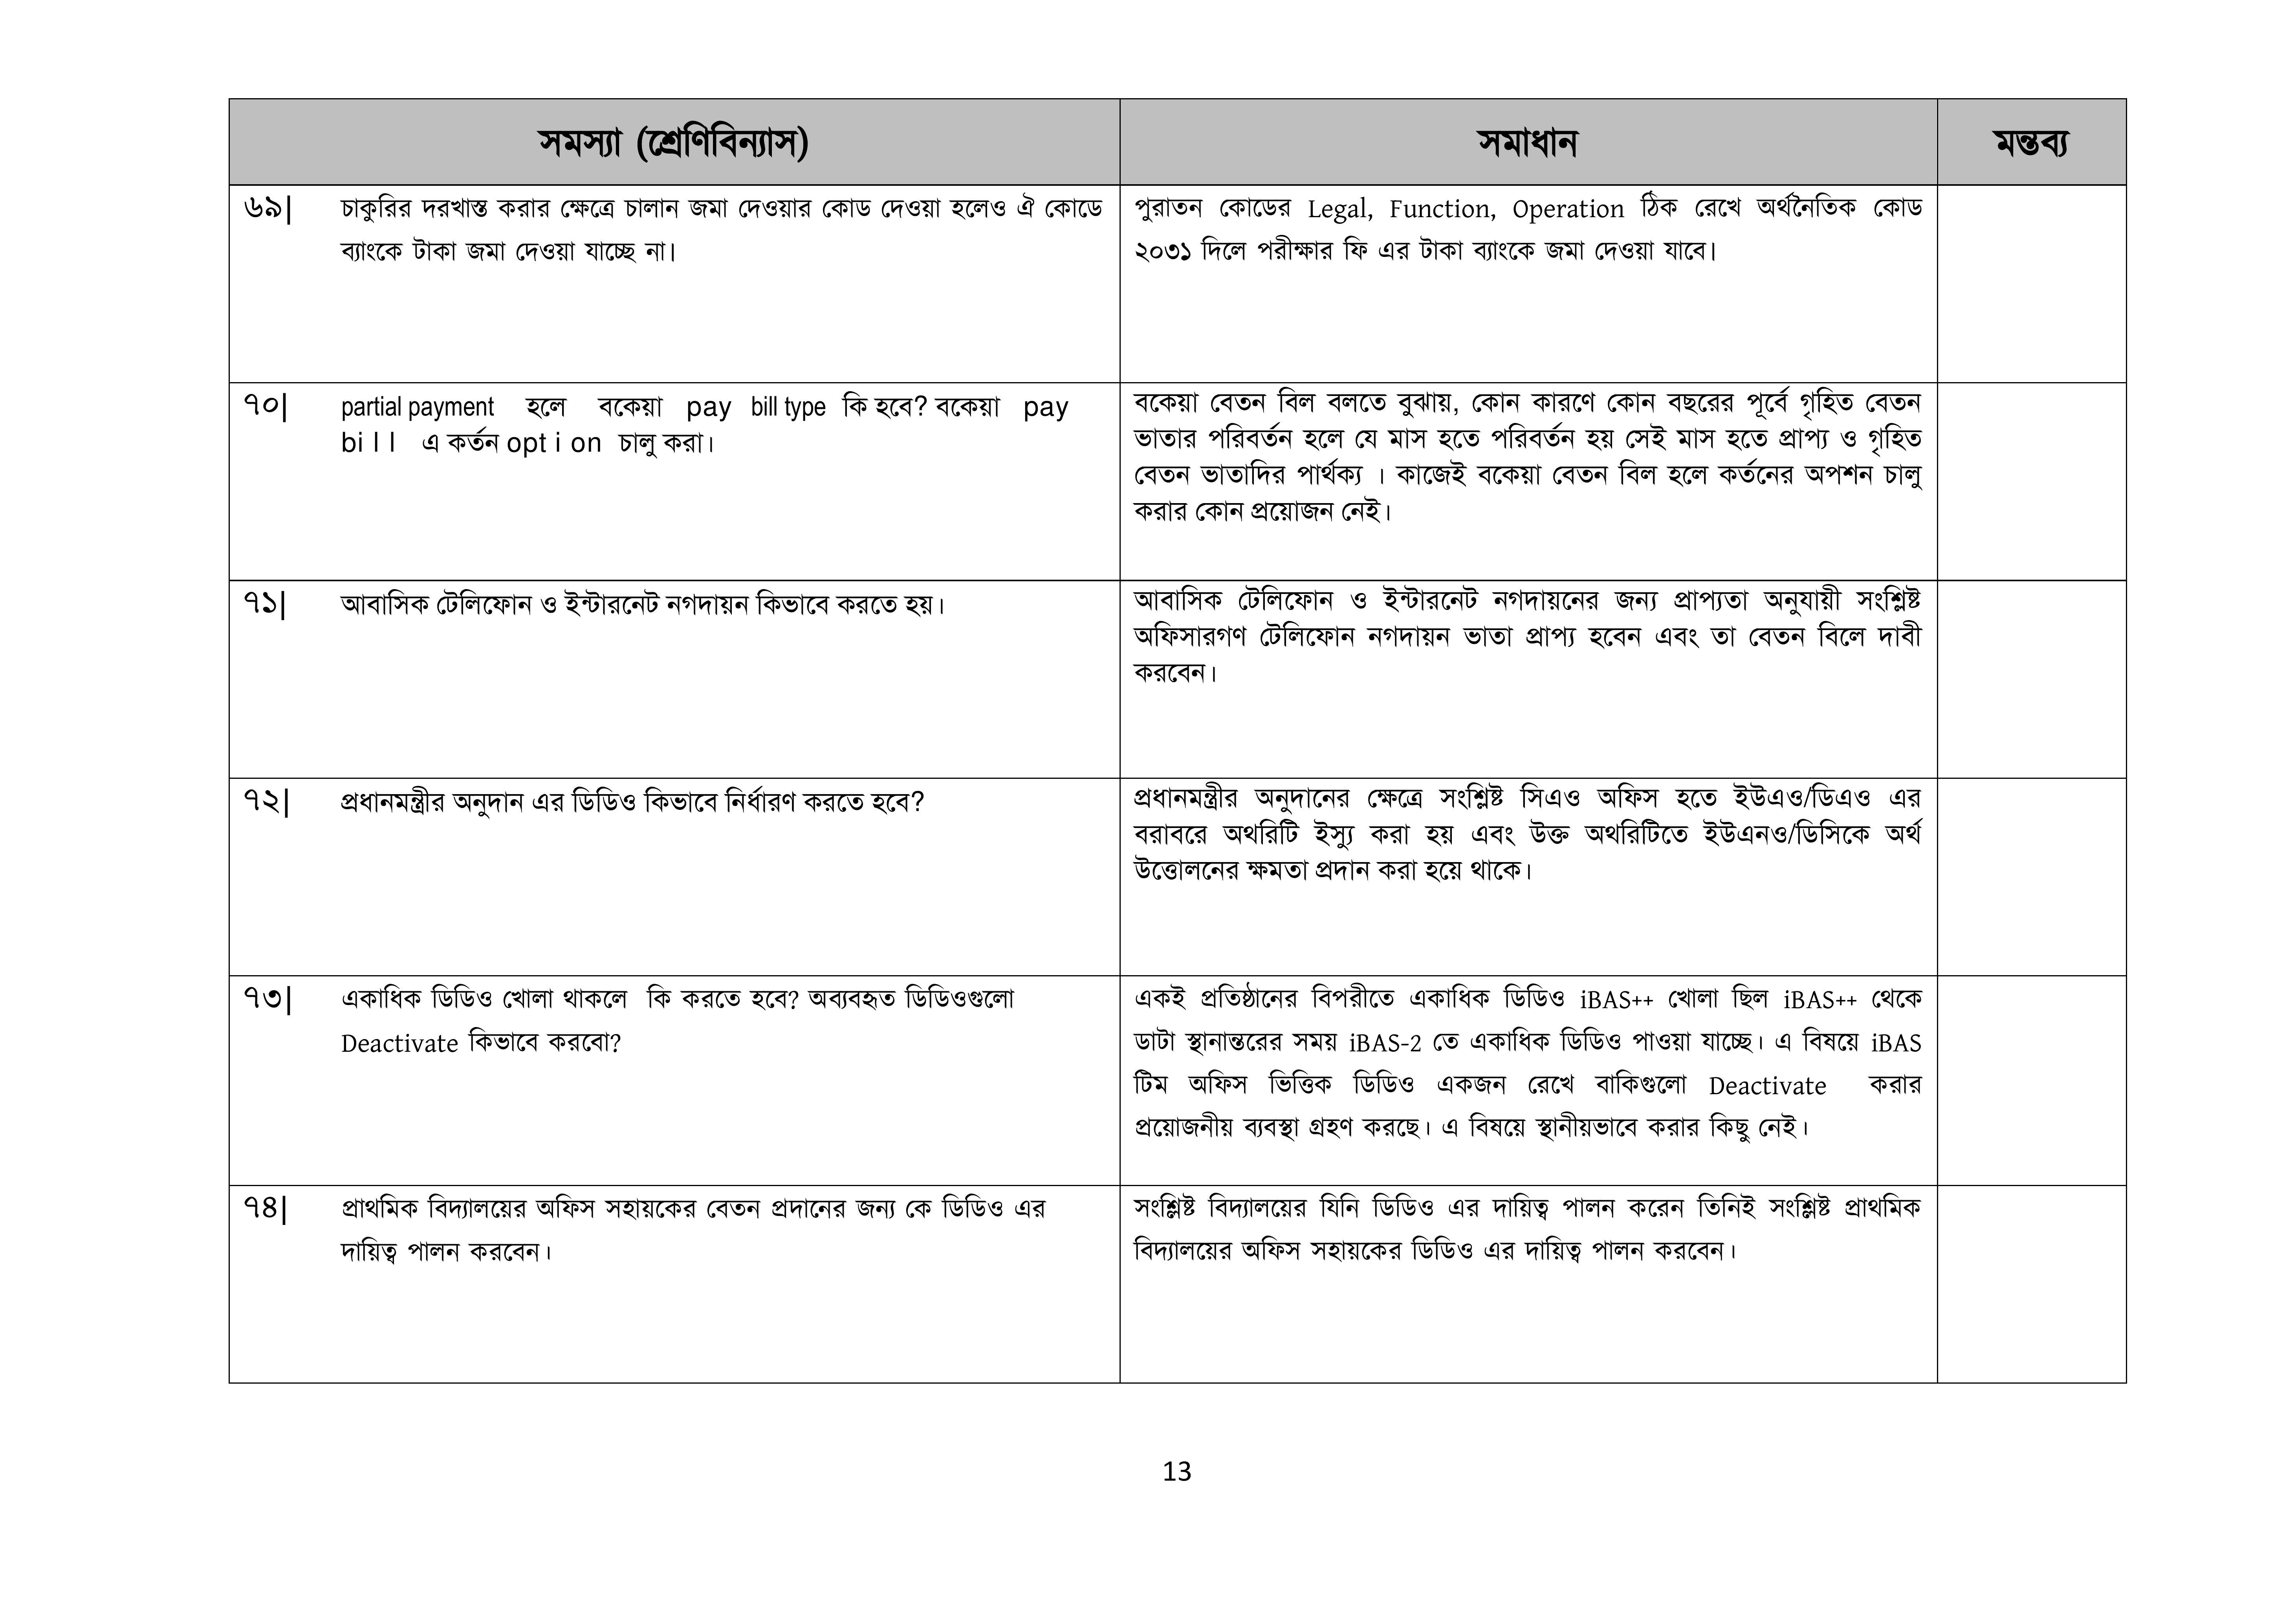 সমস্যা (শ্রেণিবিন্যাস)
সমাধান
মন্তব্য
৬৯|
চাকুরির দরখাস্ত করার ক্ষেত্রে চালান জমা দেওয়ার কোড দেওয়া হলেও ঐ কোডে
ব্যাংকে টাকা জমা দেওয়া যাচ্ছে না।
পুরাতন কোডের Legal, Function, Operation ঠিক রেখে অর্থনৈতিক কোড
২০৩১ দিলে পরীক্ষার ফি এর টাকা ব্যাংকে জমা দেওয়া যাবে।
৭০|
partial payment হলে বকেয়া pay bill type কি হবে? বকেয়া pay
bill এ কর্তন option চালু করা।
বকেয়া বেতন বিল বলতে বুঝায়, কোন কারণে কোন বছরের পূর্বে গৃহিত বেতন
ভাতার পরিবর্তন হলে যে মাস হতে পরিবর্তন হয় সেই মাস হতে প্রাপ্য ও গৃহিত
বেতন ভাতাদির পার্থক্য । কাজেই বকেয়া বেতন বিল হলে কর্তনের অপশন চালু
করার কোন প্রয়োজন নেই।
৭১|
আবাসিক টেলিফোন ও ইন্টারনেট নগদায়ন কিভাবে করতে হয়।
আবাসিক টেলিফোন ও ইন্টারনেট নগদায়নের জন্য প্রাপ্যতা অনুযায়ী সংশ্লিষ্ট
অফিসারগণ টেলিফোন নগদায়ন ভাতা প্রাপ্য হবেন এবং তা বেতন বিলে দাবী
করবেন।
৭২|
প্রধানমন্ত্রীর অনুদান এর ডিডিও কিভাবে নির্ধারণ করতে হবে?
প্রধানমন্ত্রীর অনুদানের ক্ষেত্রে সংশ্লিষ্ট সিএও অফিস হতে ইউএও/ডিএও এর
বরাবরে অথরিটি ইস্যু করা হয় এবং উক্ত অথরিটিতে ইউএনও/ডিসিকে অর্থ
উত্তোলনের ক্ষমতা প্রদান করা হয়ে থাকে।
৭৩|
একাধিক ডিডিও খোলা থাকলে কি করতে হবে? অব্যবহৃত ডিডিওগুলো
Deactivate কিভাবে করবো?
একই প্রতিষ্ঠানের বিপরীতে একাধিক ডিডিও iBAS++ খোলা ছিল iBAS++ থেকে
ডাটা স্থানান্তরের সময় iBAS-2 তে একাধিক ডিডিও পাওয়া যাচ্ছে। এ বিষয়ে iBAS
টিম অফিস ভিত্তিক ডিডিও একজন রেখে বাকিগুলো Deactivate করার
প্রয়োজনীয় ব্যবস্থা গ্রহণ করছে। এ বিষয়ে স্থানীয়ভাবে করার কিছু নেই।
৭৪|
প্রাথমিক বিদ্যালয়ের অফিস সহায়কের বেতন প্রদানের জন্য কে ডিডিও এর
দায়িত্ব পালন করবেন।
সংশ্লিষ্ট বিদ্যালয়ের যিনি ডিডিও এর দায়িত্ব পালন করেন তিনিই সংশ্লিষ্ট প্রাথমিক
বিদ্যালয়ের অফিস সহায়কের ডিডিও এর দায়িত্ব পালন করবেন।
13